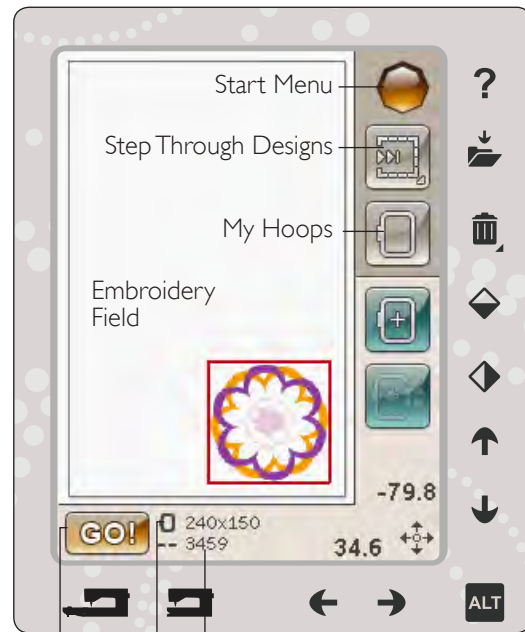 Start Menu
?
Step Through Designs
My Hoops
Embroidery
Field
-79.8
GO!
240x150
3459
34.6
ALT